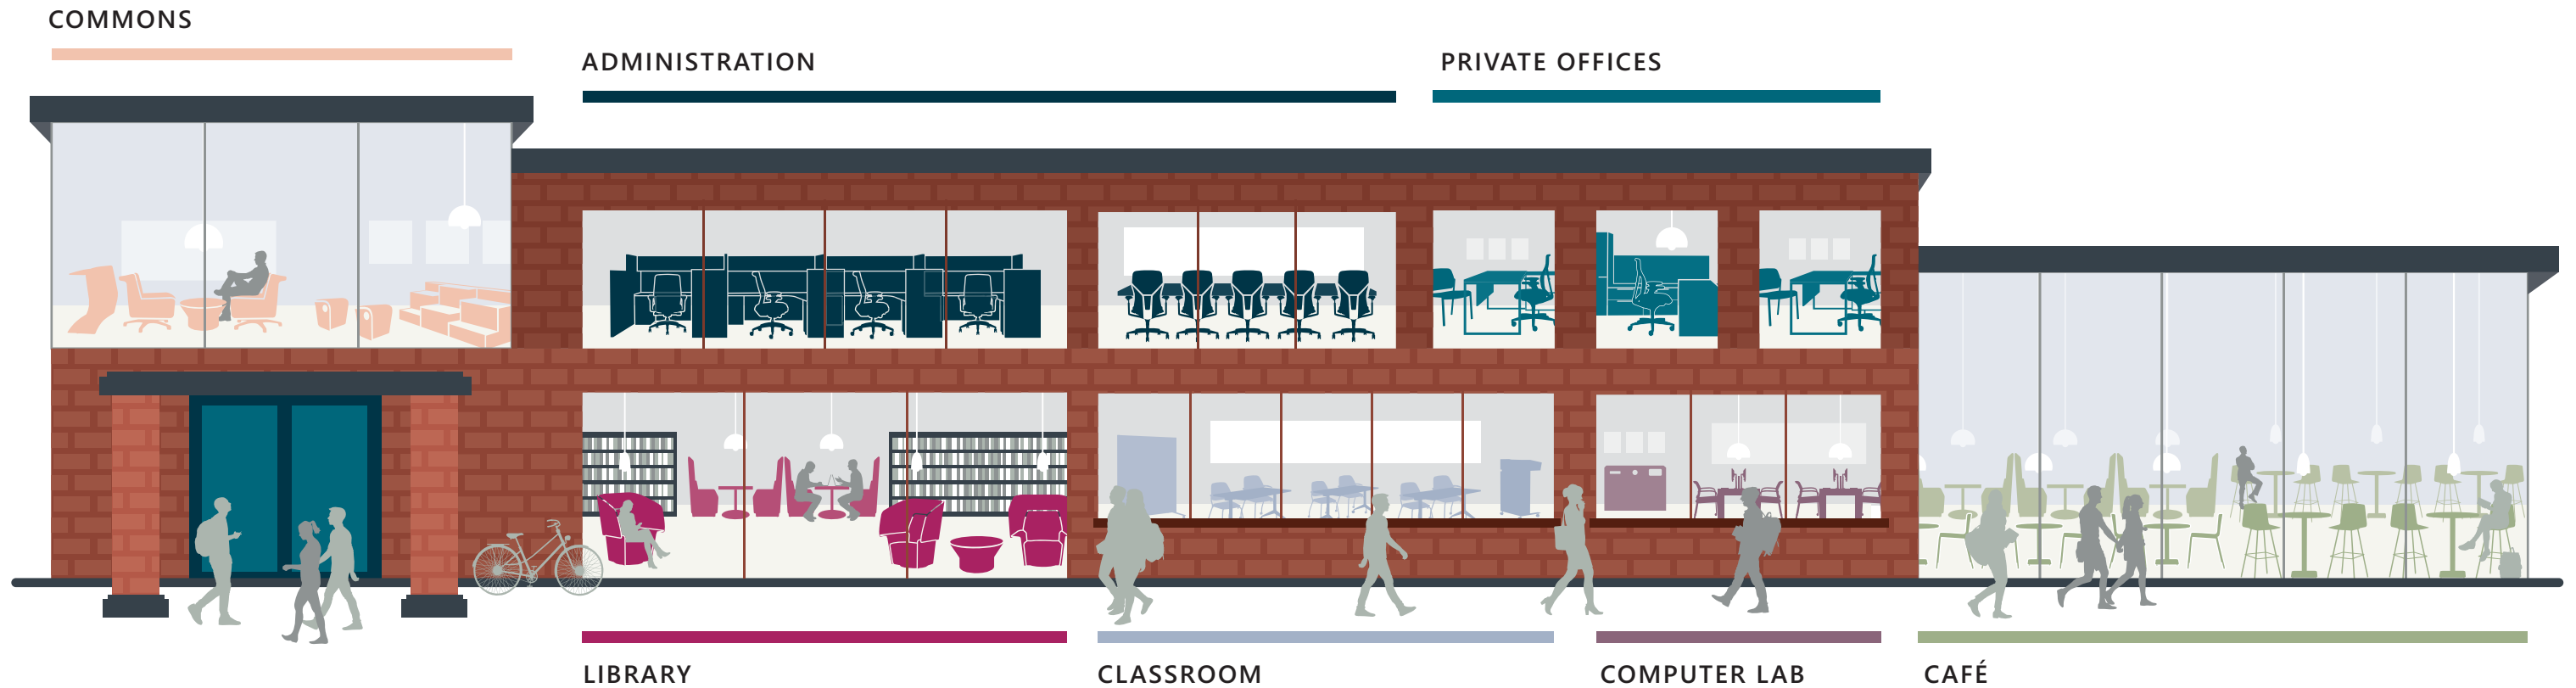 COMMONS
ADMINISTRATION
PRIVATE OFFICES
LIBRARY
CLASSROOM
COMPUTER LAB
CAFÉ